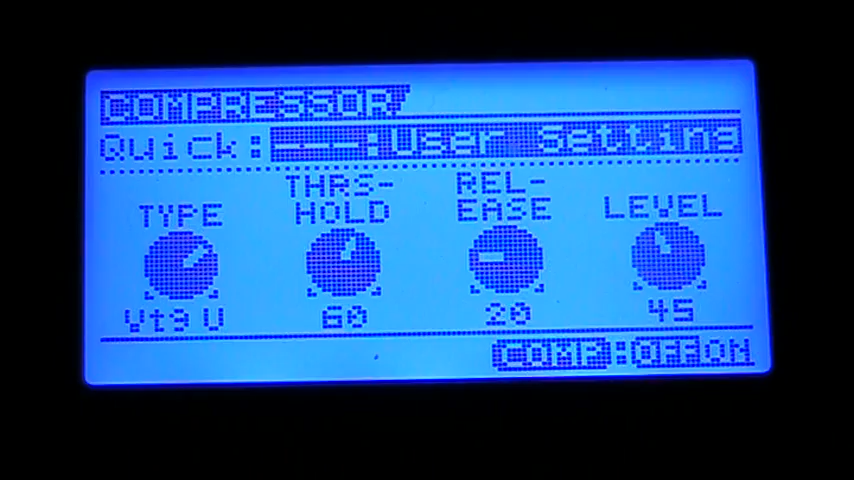 COMPRESSOR
Quick:---:User Setting
TYPE THRS-HOLD REL-EASE LEVEL
Vtg U 60 20 45
COMP:OFF ON